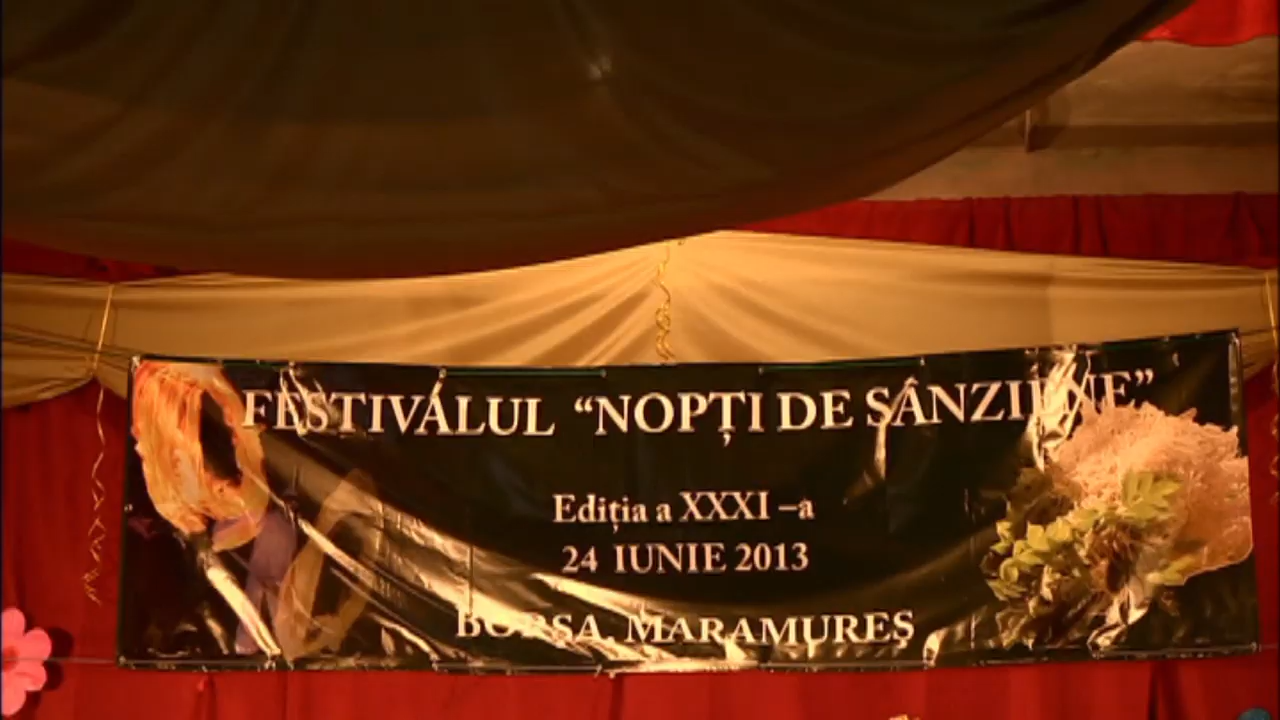 FESTIVALUL “NOPȚI DE SÂNZIENE”
Ediția a XXXI –a
24 IUNIE 2013
BORȘA, MARAMUREȘ